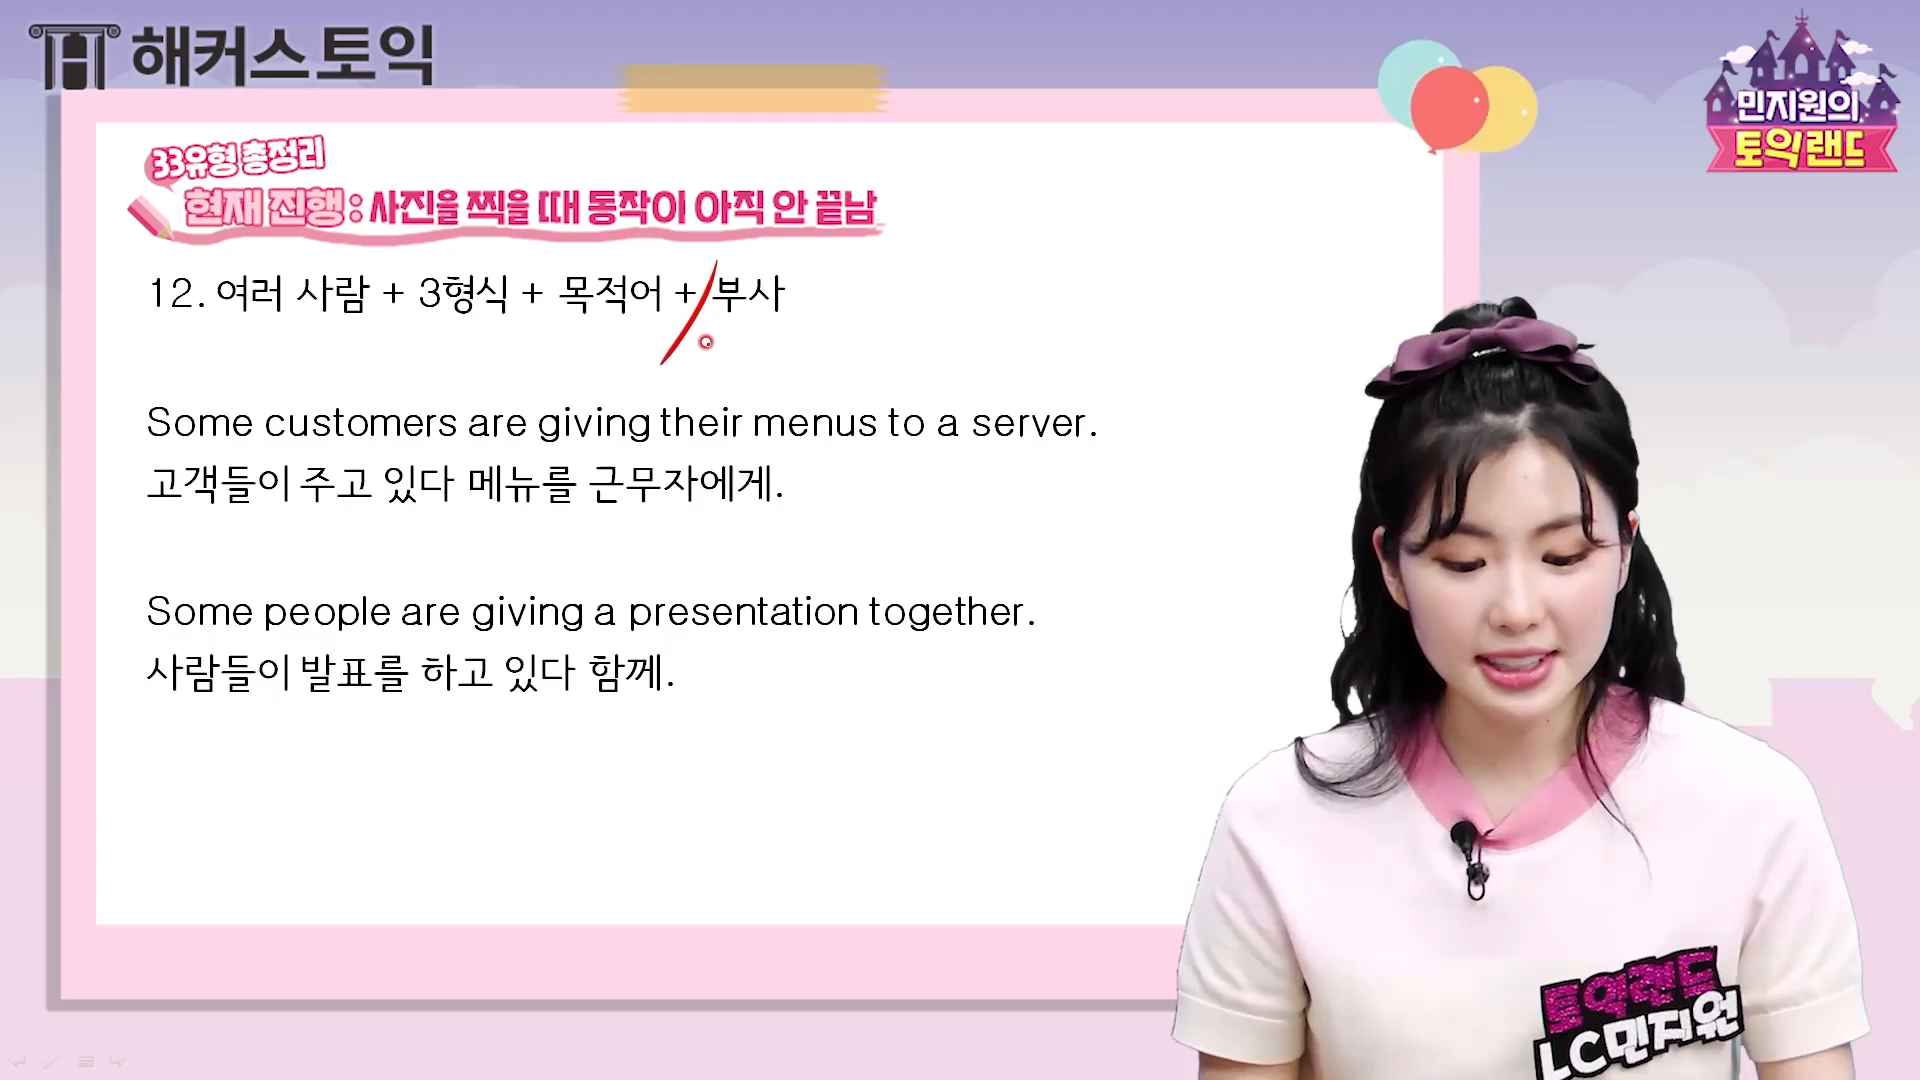 해커스토익
민지원의
토익랜드
33유형 총정리
현재 진행 : 사진을 찍을 때 동작이 아직 안 끝남
12. 여러 사람 + 3형식 + 목적어 + 부사
Some customers are giving their menus to a server.
고객들이 주고 있다 메뉴를 근무자에게.
Some people are giving a presentation together.
사람들이 발표를 하고 있다 함께.
토익랜드
LC민지원